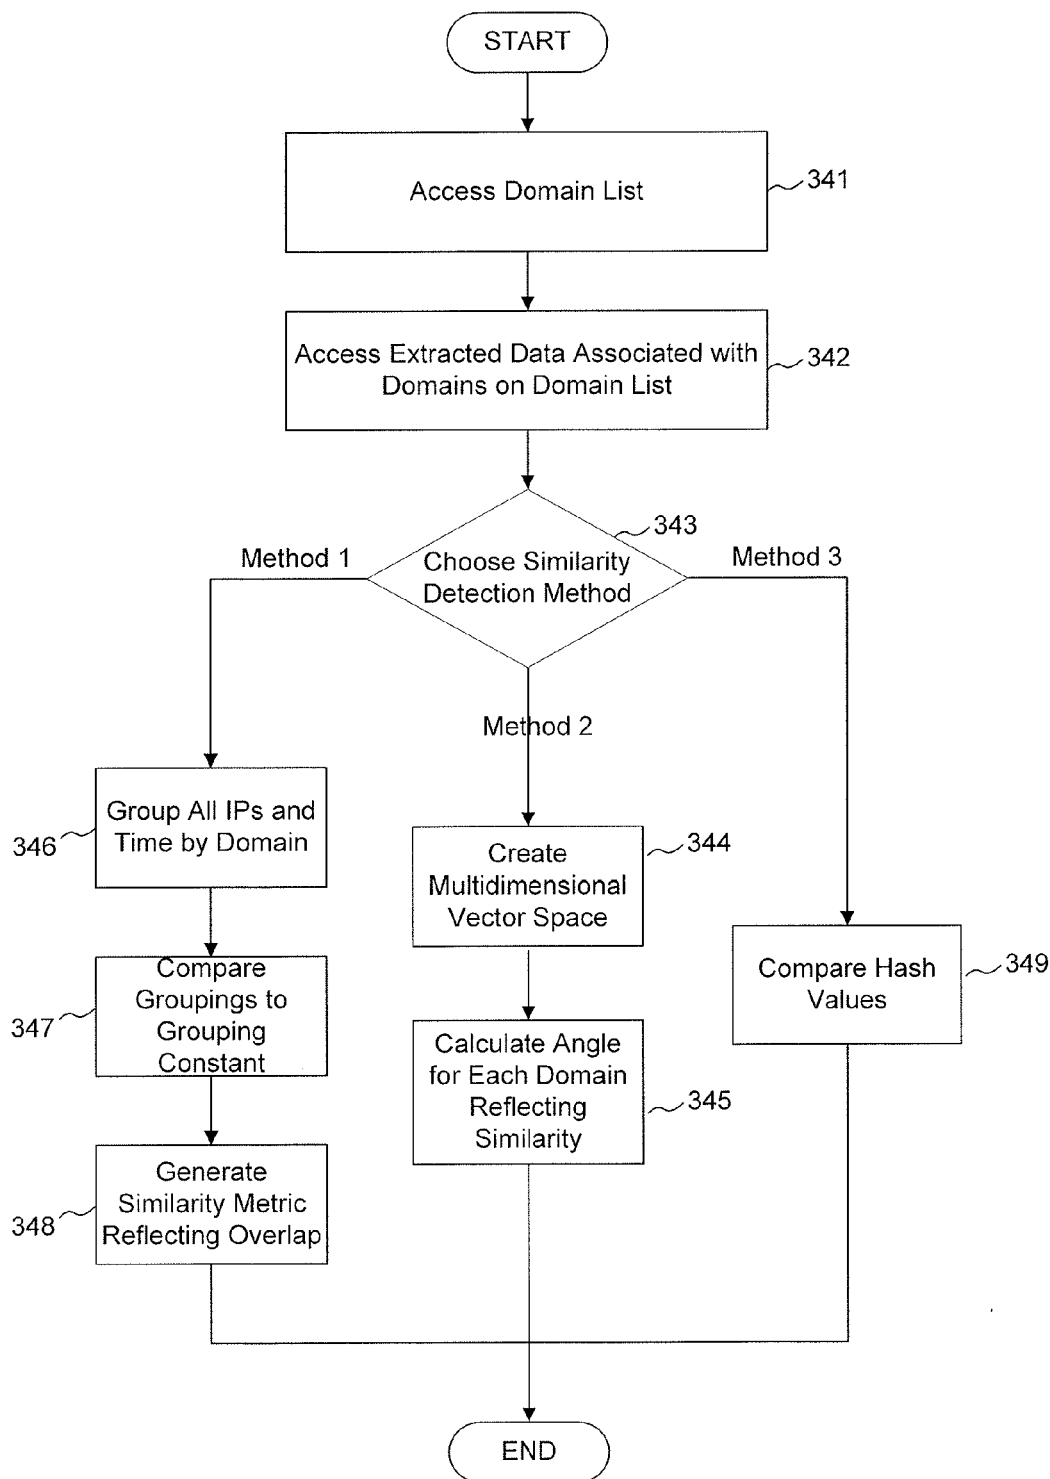 START
Access Domain List
341
Access Extracted Data Associated with
Domains on Domain List
342
343
Choose Similarity
Detection Method
Method 1
Method 3
Method 2
Group All IPs and
Time by Domain
346
Create
Multidimensional
Vector Space
344
Compare Hash
Values
349
Compare
Groupings to
Grouping
Constant
347
Calculate Angle
for Each Domain
Reflecting
Similarity
345
Generate
Similarity Metric
Reflecting Overlap
348
END